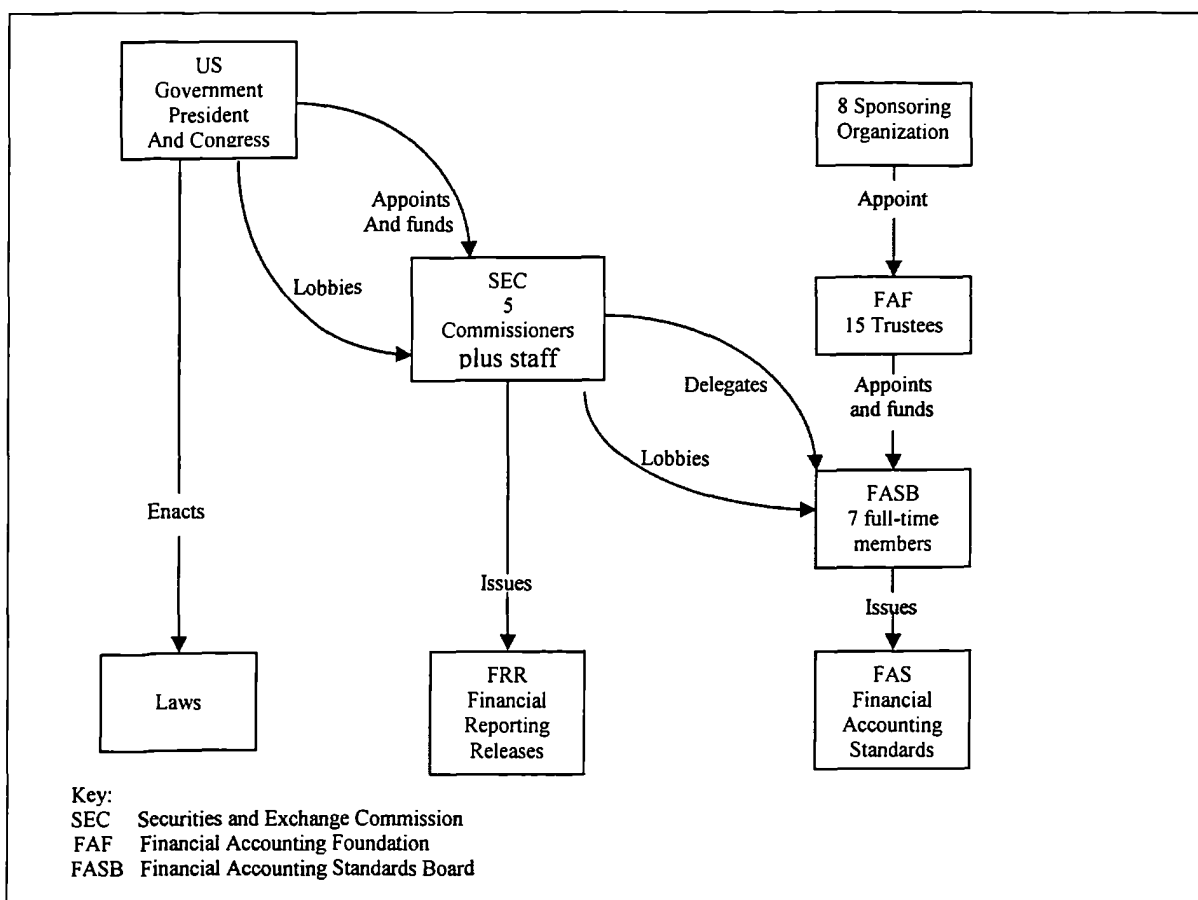 US
Government
President
And Congress
8 Sponsoring
Organization
Appoints
And funds
Appoint
Lobbies
SEC
5
Commissioners
plus staff
FAF
15 Trustees
Delegates
Appoints
and funds
Lobbies
FASB
7 full-time
members
Enacts
Issues
Issues
Laws
FRR
Financial
Reporting
Releases
FAS
Financial
Accounting
Standards
Key:
SEC Securities and Exchange Commission
FAF Financial Accounting Foundation
FASB Financial Accounting Standards Board